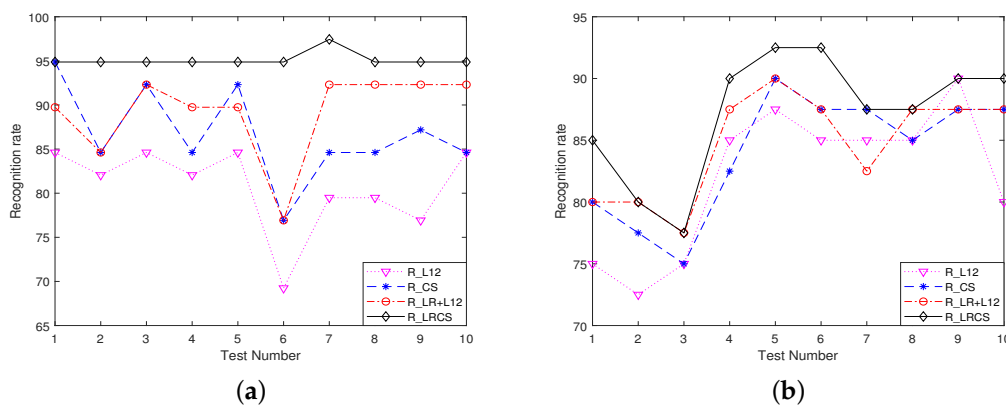 100
95
90
85
80
75
70
65
Recognition rate
1 2 3 4 5 6 7 8 9 10
Test Number
R_L12
R_CS
R_LR+L12
R_LRCS
(a)
95
90
85
80
75
70
Recognition rate
1 2 3 4 5 6 7 8 9 10
Test Number
R_L12
R_CS
R_LR+L12
R_LRCS
(b)